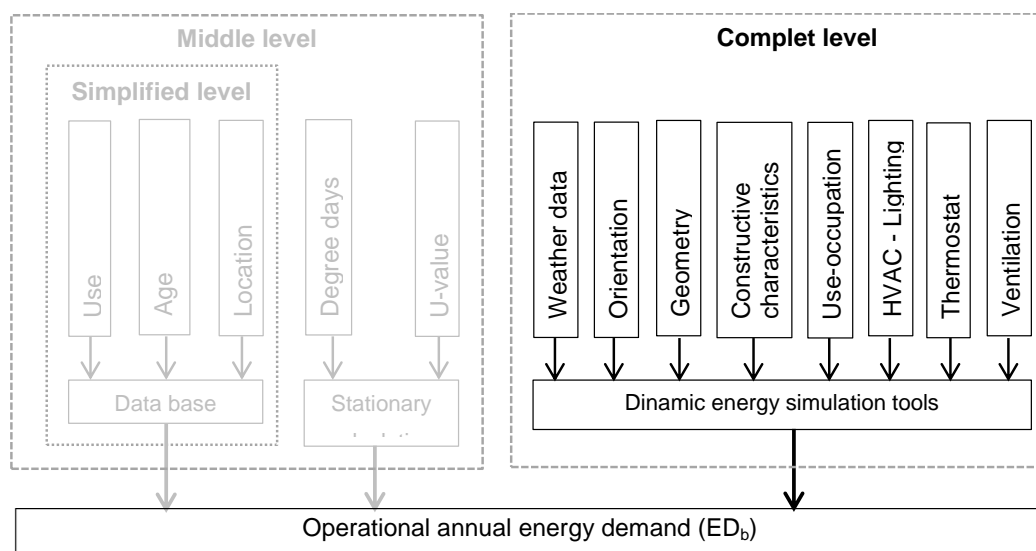 Middle level
Simplified level
Use
Age
Location
Degree days
U-value
Data base
Stationary
Complet level
Weather data
Orientation
Geometry
Constructive
characteristics
Use-occupation
HVAC - Lighting
Thermostat
Ventilation
Dinamic energy simulation tools
Operational annual energy demand (EDb)